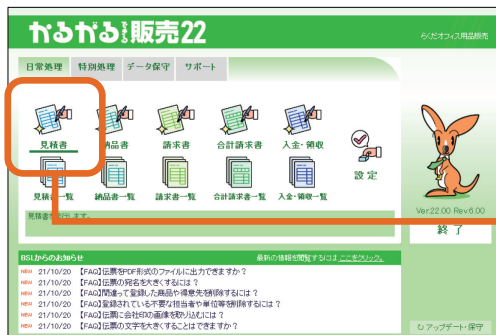 かるがるできる販売22
らくだオフィス用品販売
日常処理 特別処理 データ保守 サポート
見積書 納品書 請求書 合計請求書 入金・領収
設定
見積書一覧 納品書一覧 請求書一覧 合計請求書一覧 入金・領収一覧
Ver.22.00 Rev.6.00
見積書を発行します。
終了
BSLからのお知らせ 最新の情報を閲覧するには ここをクリック。
NEW 21/10/20 【FAQ】伝票をPDF形式のファイルに出力できますか？
NEW 21/10/20 【FAQ】伝票の宛名を大きくするには？
NEW 21/10/20 【FAQ】間違って登録した商品や得意先を削除するには？
NEW 21/10/20 【FAQ】登録されている不要な担当者や単位等を削除するには？
NEW 21/10/20 【FAQ】伝票に会社印の画像を取り込むには？
NEW 21/10/20 【FAQ】伝票の文字を大きくすることはできますか？
アップデート・保守